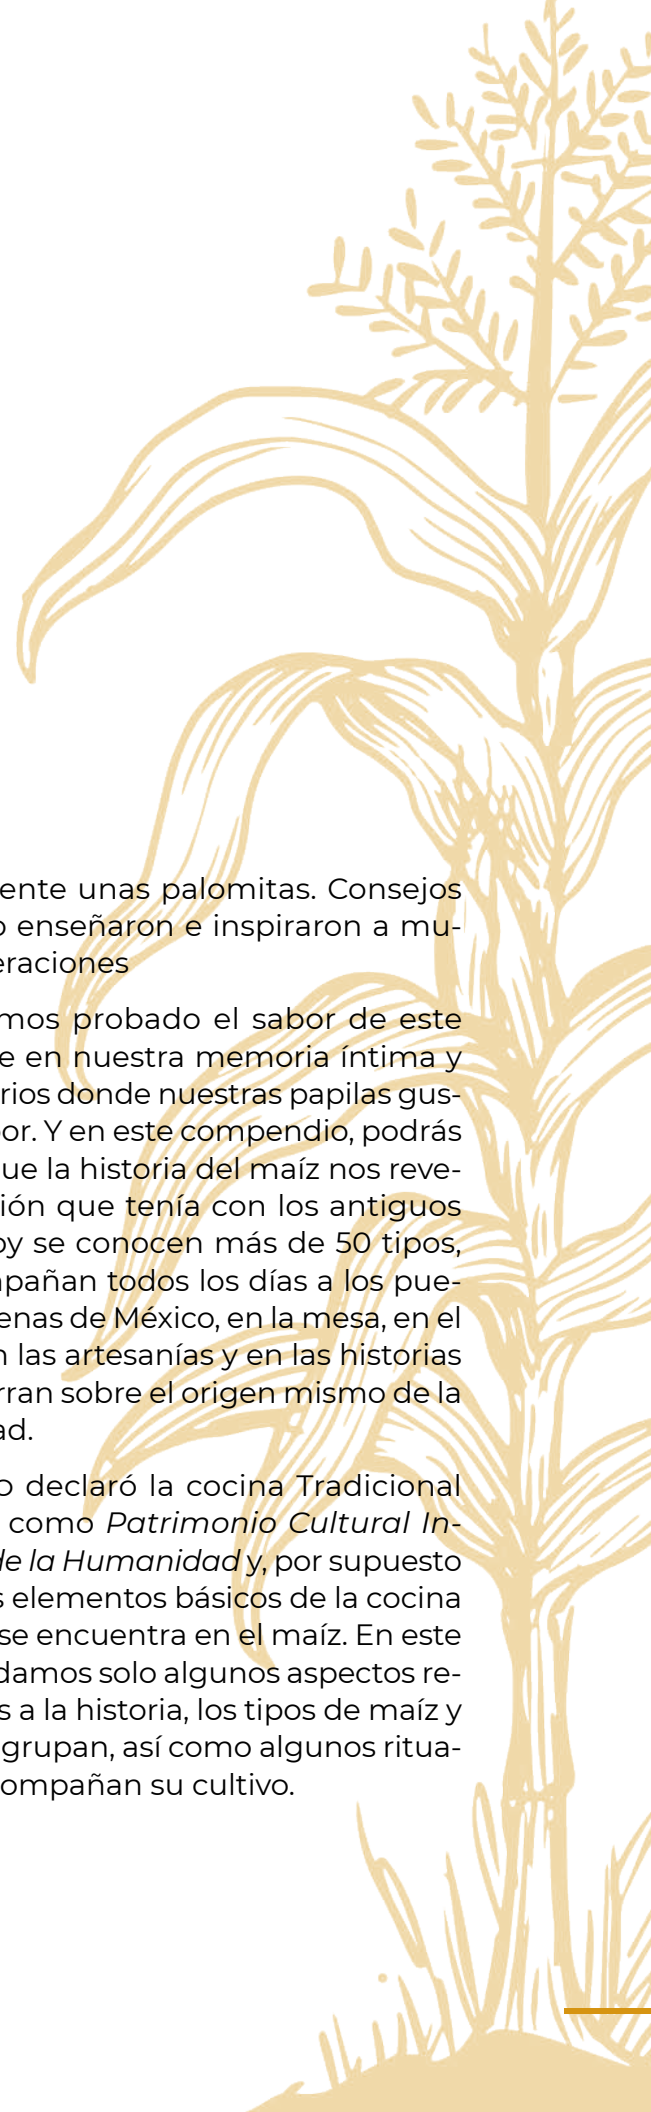 ente unas palomitas. Consejos
o enseñaron e inspiraron a mu-
eraciones
mos probado el sabor de este
e en nuestra memoria íntima y
rios donde nuestras papilas gus-
or. Y en este compendio, podrás
ue la historia del maíz nos reve-
ión que tenía con los antiguos
oy se conocen más de 50 tipos,
pañan todos los días a los pue-
enas de México, en la mesa, en el
n las artesanías y en las historias
rran sobre el origen mismo de la
ad.
o declaró la cocina Tradicional
como Patrimonio Cultural In-
de la Humanidad y, por supuesto
s elementos básicos de la cocina
se encuentra en el maíz. En este
damos solo algunos aspectos re-
s a la historia, los tipos de maíz y
grupan, así como algunos ritua-
ompañan su cultivo.